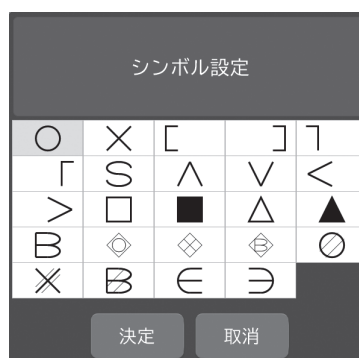 シンボル設定
○ × [ ] ┐
┌ S ∧ ∨ <
> □ ■ △ ▲
B B
B ∈ ∋
決定 取消